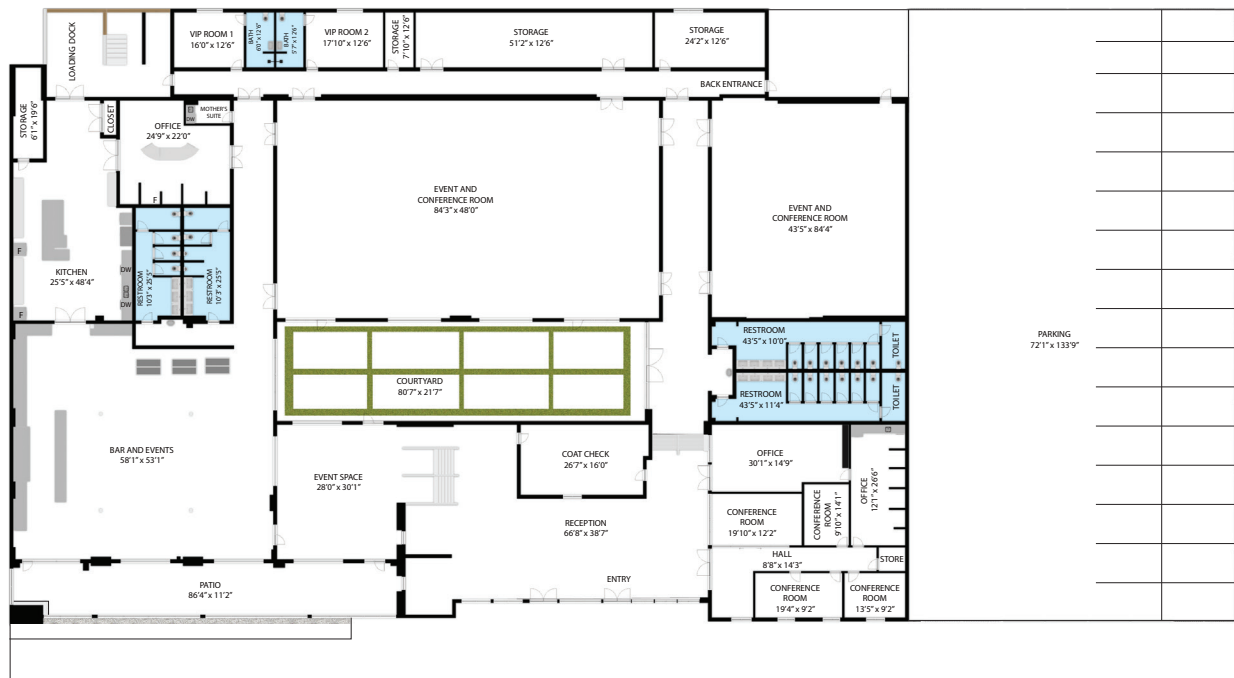 LOADING DOCK
VIP ROOM 1
16'0" x 12'6"
BATH
6'0" x 12'6"
BATH
5'7" x 12'6"
VIP ROOM 2
17'10" x 12'6"
STORAGE
7'10" x 12'6"
STORAGE
51'2" x 12'6"
STORAGE
24'2" x 12'6"
BACK ENTRANCE
STORAGE
6'1" x 19'6"
CLOSET
DW
MOTHER'S
SUITE
OFFICE
24'9" x 22'0"
F
EVENT AND
CONFERENCE ROOM
84'3" x 48'0"
EVENT AND
CONFERENCE ROOM
43'5" x 84'4"
F
KITCHEN
25'5" x 48'4"
DW
DW
F
RESTROOM
10'3" x 25'5"
RESTROOM
10'3" x 25'5"
PARKING
72'1" x 133'9"
RESTROOM
43'5" x 10'0"
TOILET
RESTROOM
43'5" x 11'4"
TOILET
COURTYARD
80'7" x 21'7"
BAR AND EVENTS
58'1" x 53'1"
EVENT SPACE
28'0" x 30'1"
COAT CHECK
26'7" x 16'0"
OFFICE
30'1" x 14'9"
OFFICE
12'1" x 26'6"
CONFERENCE
ROOM
9'10" x 14'1"
CONFERENCE
ROOM
19'10" x 12'2"
RECEPTION
66'8" x 38'7"
HALL
8'8" x 14'3"
STORE
ENTRY
PATIO
86'4" x 11'2"
CONFERENCE
ROOM
19'4" x 9'2"
CONFERENCE
ROOM
13'5" x 9'2"